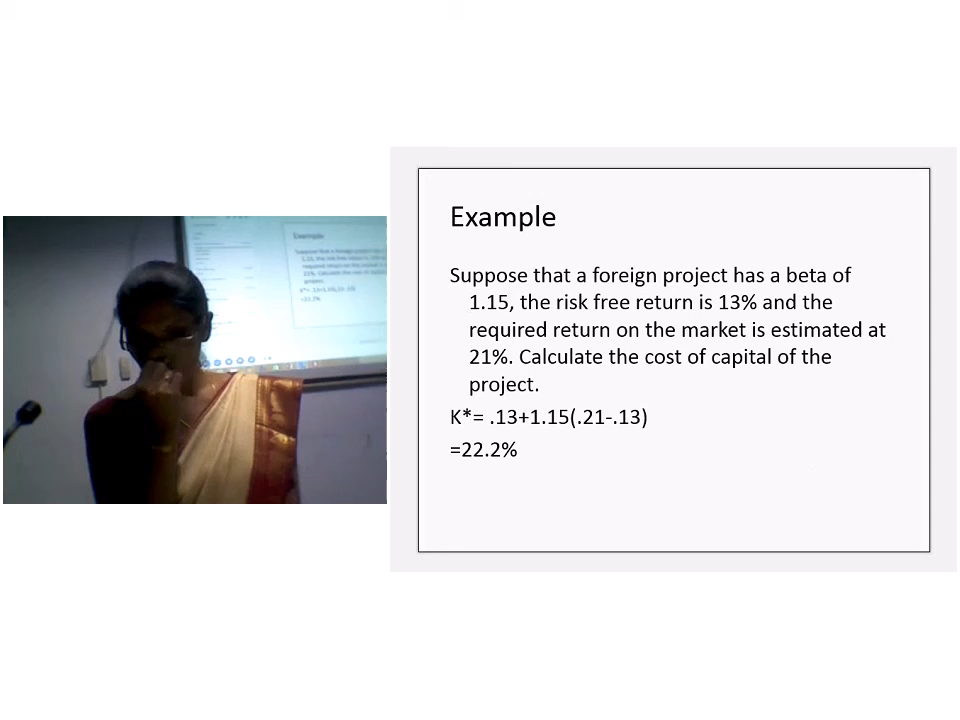 Example
Suppose that a foreign project has a beta of
1.15, the risk free return is 13% and the
required return on the market is estimated at
21%. Calculate the cost of capital of the
project.
K*= .13+1.15(.21-.13)
=22.2%